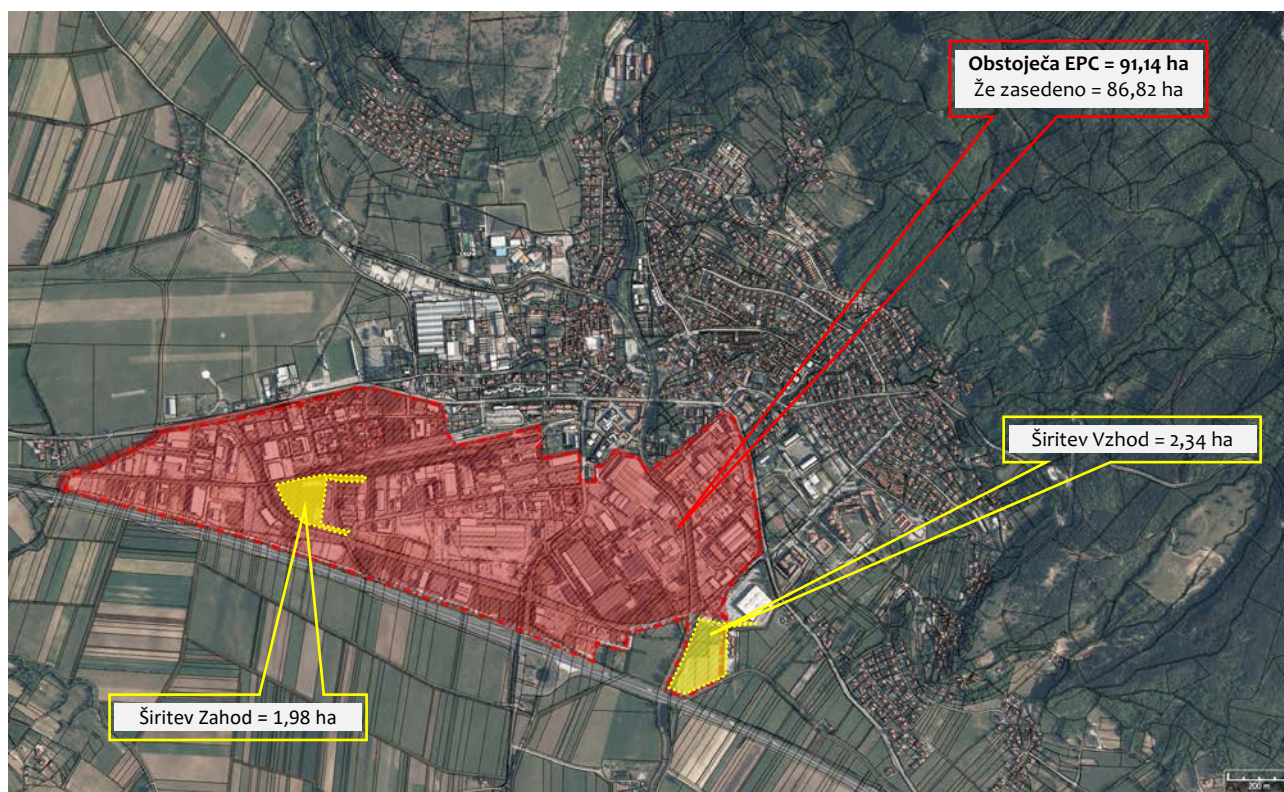 Obstoječa EPC = 91,14 ha
Že zasedeno = 86,82 ha
Širitev Vzhod = 2,34 ha
Širitev Zahod = 1,98 ha
200 m